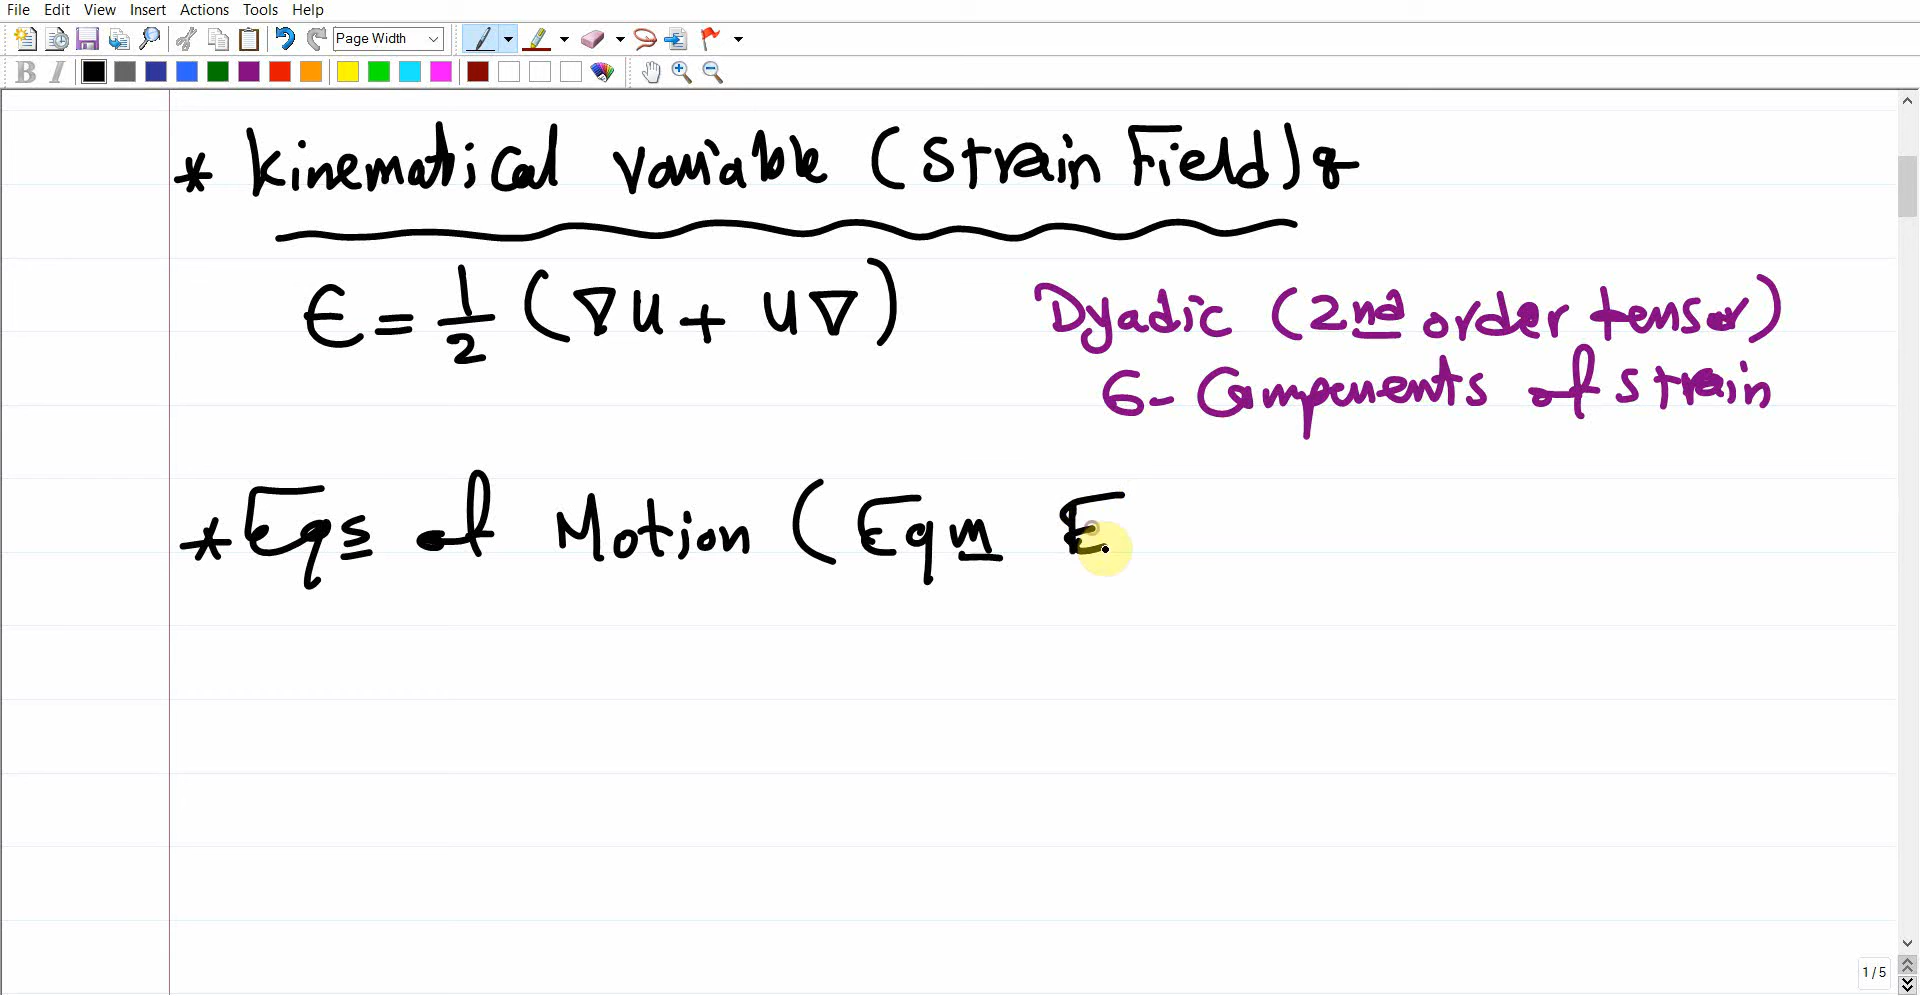 File Edit View Insert Actions Tools Help
Page Width
B I
* Kinematical variable (Strain Field) &
ϵ = 1/2 (∇u + u∇)
Dyadic (2nd order tensor)
6- Components of strain
* Eqs of Motion (Eqm E
1 / 5